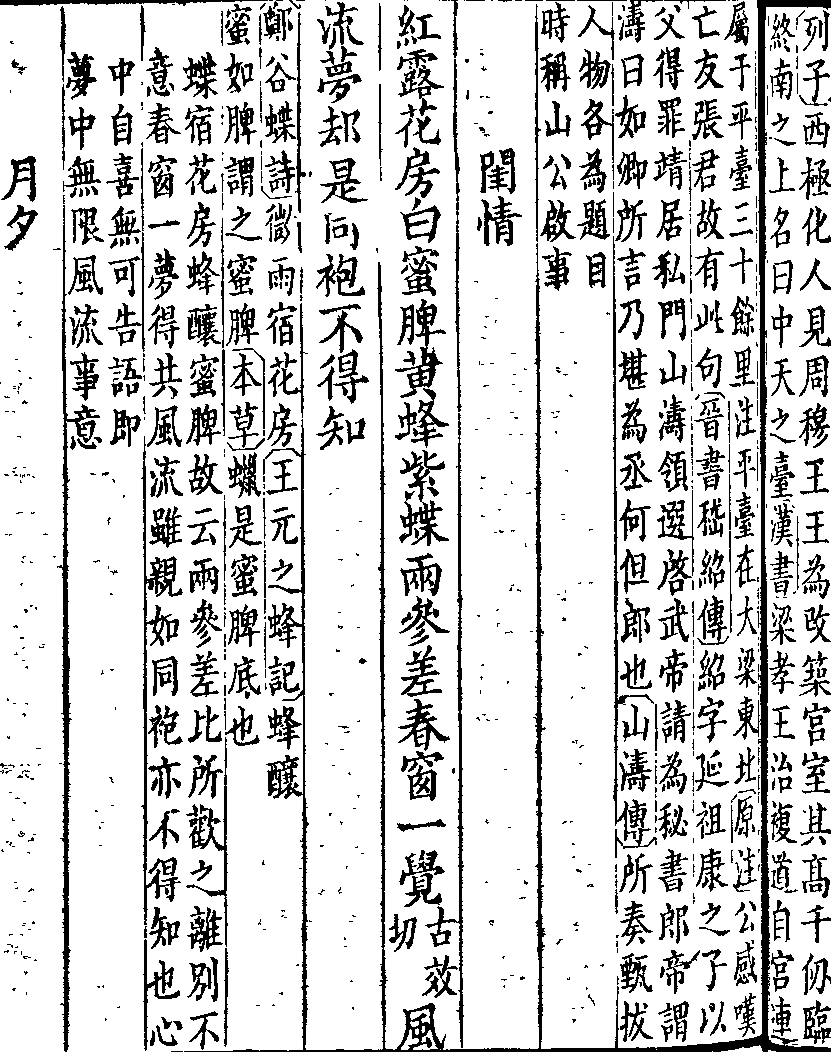 列子西極化人見周穆王王為改築宮室其髙千仞臨
終南之上名曰中天之臺漢書梁孝王治複道自宮連
屬于平臺三十餘里注平臺在大梁東北原注公感嘆
亡友張君故有此句晉書嵇紹傳紹字延祖康之子以
父得罪靖居私門山濤領選啓武帝請為秘書郎帝謂
濤曰如卿所言乃堪為丞何但郎也山濤傳所奏甄拔
人物各為題目
時稱山公啟事
閨情
紅露花房白蜜脾黄蜂紫蝶兩參差春窗一覺古效切風
流夢却是同袍不得知
鄭谷蝶詩微雨宿花房王元之蜂記蜂釀
蜜如脾謂之蜜脾本草蠟是蜜脾底也
蝶宿花房蜂釀蜜脾故云兩參差比所歡之離別不
意春窗一夢得共風流雖親如同袍亦不得知也心
中自喜無可告語即
夢中無限風流事意
月夕